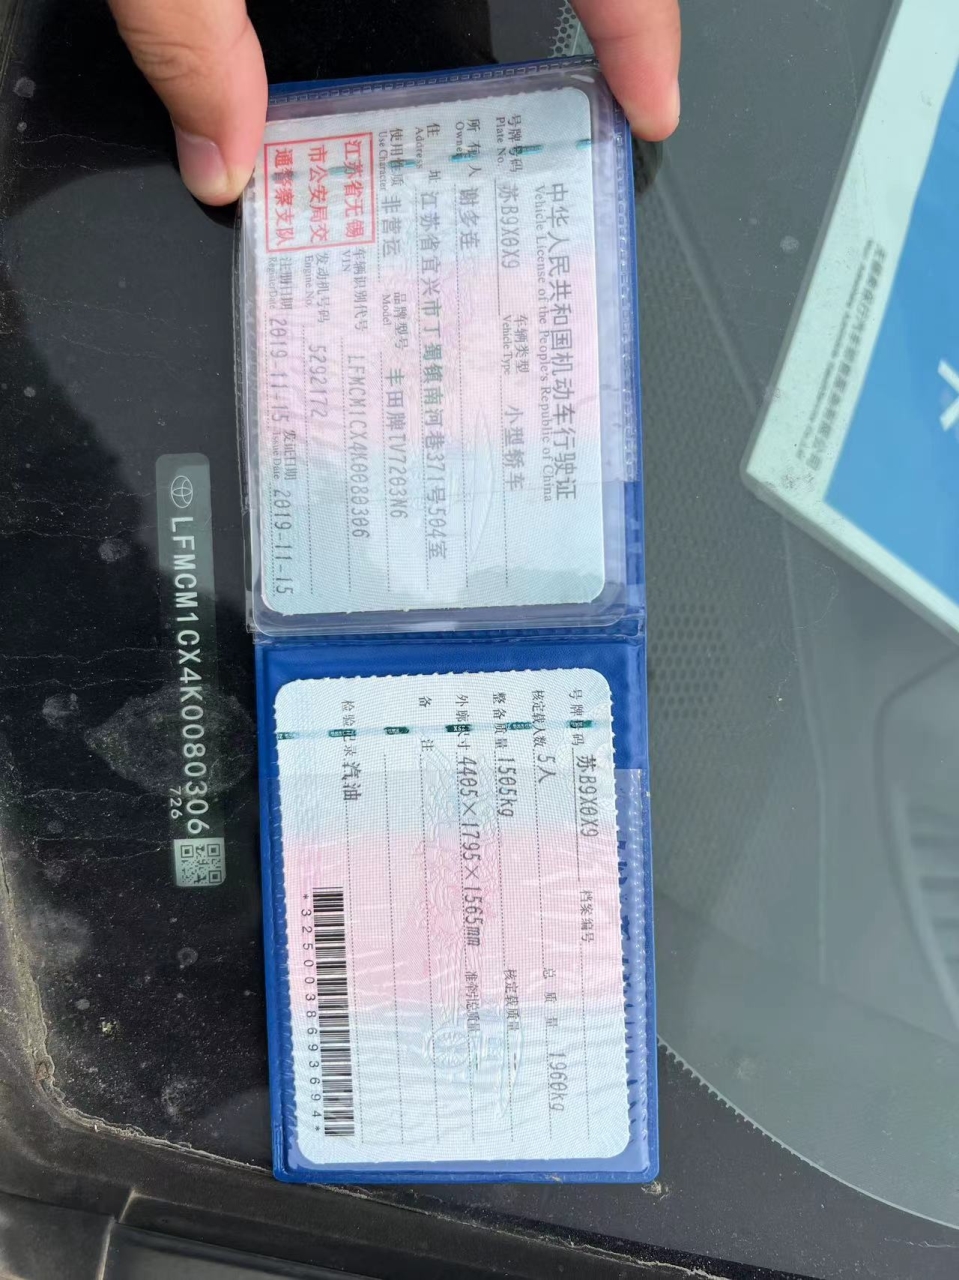 中华人民共和国机动车行驶证
Vehicle License of the People's Republic of China
号牌号码 苏B9X0X9 车辆类型 小型轿车
Plate No. Vehicle Type
所有人 谢多连
Owner
住址 江苏省宜兴市丁蜀镇南河巷371号504室
Address
使用性质 非营运 品牌型号 丰田牌TV7203N6
Use Character Model
江苏省无锡
市公安局交
通警察支队
车辆识别代号 LFMCM1CX4K0080306
VIN
发动机号码 5292172
Engine No.
注册日期 2019-11-15 发证日期 2019-11-15
Register Date Issue Date
号牌号码 苏B9X0X9 档案编号
核定载人数 5人 总质量 1960kg
整备质量 1505kg 核定载质量 --
外廓尺寸 4405×1795×1565mm 准牵引总质量 --
备注
检验记录 汽油
*3250038693694*
LFMCM1CX4K0080306
726